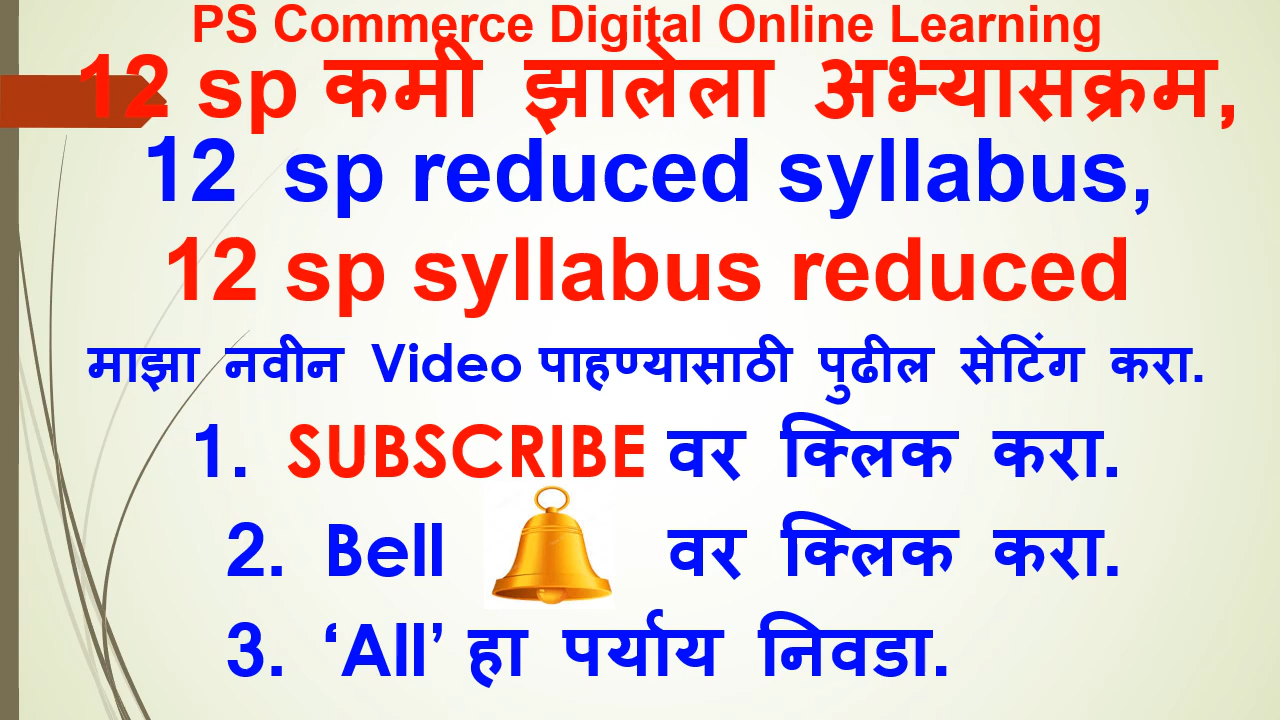 PS Commerce Digital Online Learning
12 sp कमी झालेला अभ्यासक्रम,
12 sp reduced syllabus,
12 sp syllabus reduced
माझा नवीन Video पाहण्यासाठी पुढील सेटिंग करा.
1. SUBSCRIBE वर क्लिक करा.
2. Bell वर क्लिक करा.
3. ‘All’ हा पर्याय निवडा.